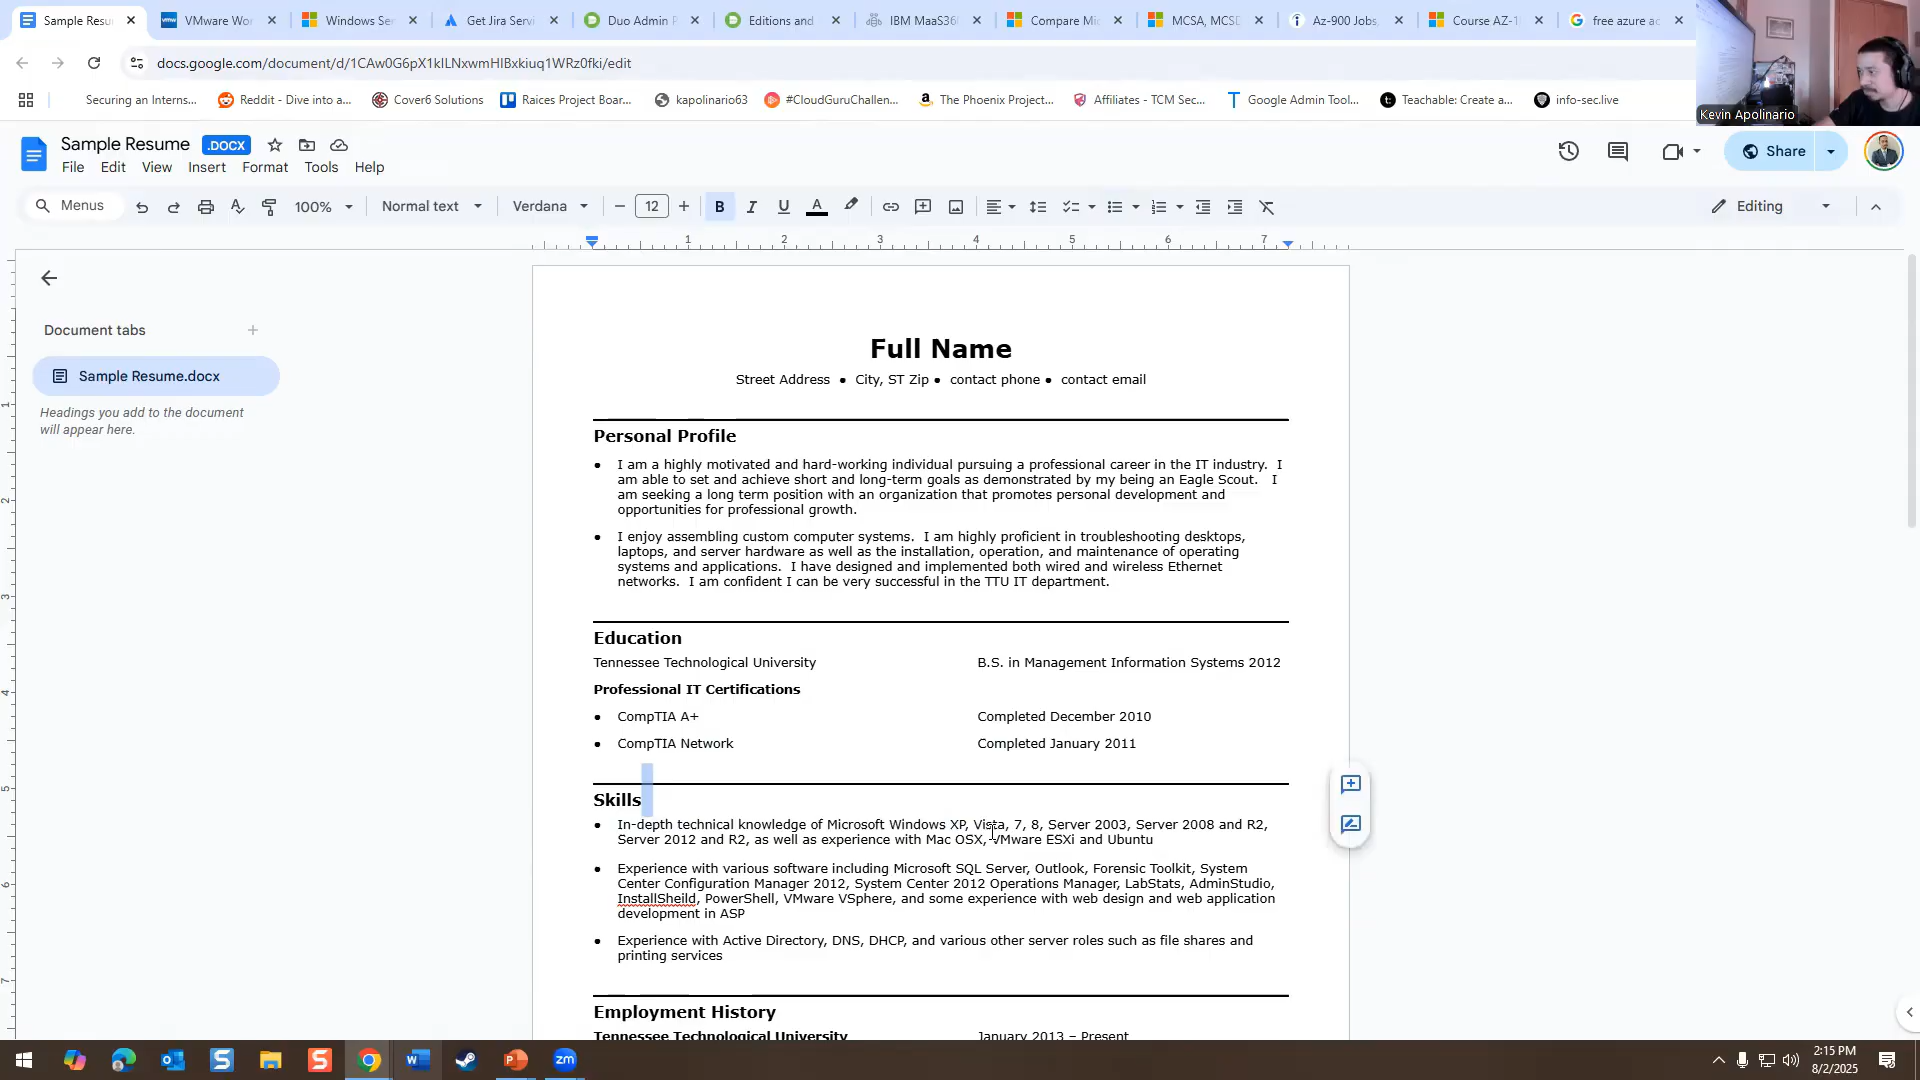 Sample Resu
VMware Wor
Windows Ser
Get Jira Servi
Duo Admin P
Editions and
IBM MaaS36
Compare Mic
MCSA, MCSD
Az-900 Jobs,
Course AZ-1
free azure ac
docs.google.com/document/d/1CAw0G6pX1kILNxwmHIBxkiuq1WRz0fki/edit
Securing an Interns...
Reddit - Dive into a...
Cover6 Solutions
Raices Project Boar...
kapolinario63
#CloudGuruChallen...
The Phoenix Project...
Affiliates - TCM Sec...
Google Admin Tool...
Teachable: Create a...
info-sec.live
Kevin Apolinario
Sample Resume .DOCX
File Edit View Insert Format Tools Help
Share
Menus 100% Normal text Verdana 12 B I U A Editing
1 2 3 4 5 6 7
Document tabs
Sample Resume.docx
Headings you add to the document
will appear here.
Full Name
Street Address • City, ST Zip • contact phone • contact email
Personal Profile
• I am a highly motivated and hard-working individual pursuing a professional career in the IT industry. I
am able to set and achieve short and long-term goals as demonstrated by my being an Eagle Scout. I
am seeking a long term position with an organization that promotes personal development and
opportunities for professional growth.
• I enjoy assembling custom computer systems. I am highly proficient in troubleshooting desktops,
laptops, and server hardware as well as the installation, operation, and maintenance of operating
systems and applications. I have designed and implemented both wired and wireless Ethernet
networks. I am confident I can be very successful in the TTU IT department.
Education
Tennessee Technological University B.S. in Management Information Systems 2012
Professional IT Certifications
• CompTIA A+ Completed December 2010
• CompTIA Network Completed January 2011
Skills
• In-depth technical knowledge of Microsoft Windows XP, Vista, 7, 8, Server 2003, Server 2008 and R2,
Server 2012 and R2, as well as experience with Mac OSX, VMware ESXi and Ubuntu
• Experience with various software including Microsoft SQL Server, Outlook, Forensic Toolkit, System
Center Configuration Manager 2012, System Center 2012 Operations Manager, LabStats, AdminStudio,
InstallSheild, PowerShell, VMware VSphere, and some experience with web design and web application
development in ASP
• Experience with Active Directory, DNS, DHCP, and various other server roles such as file shares and
printing services
Employment History
Tennessee Technological University January 2013 – Present
2:15 PM
8/2/2025